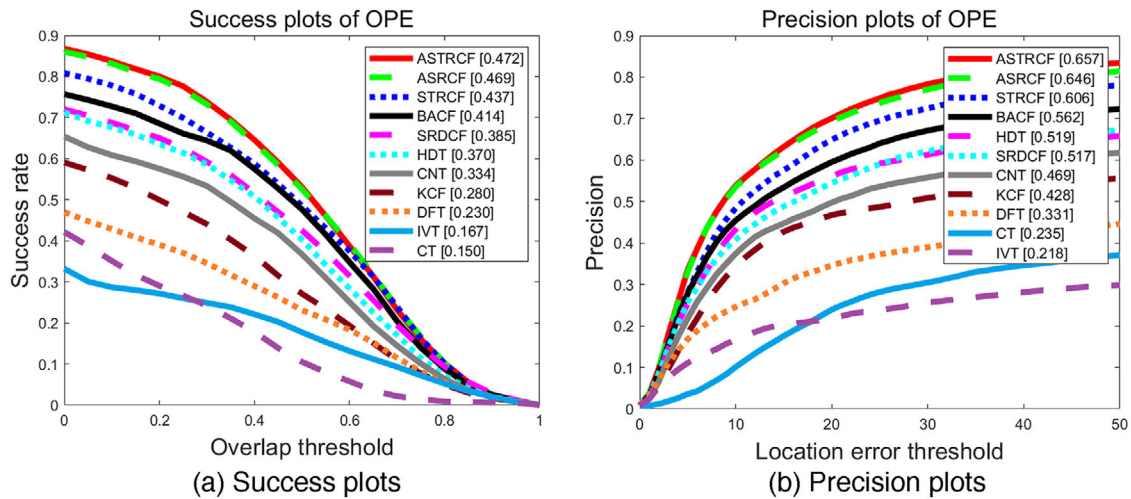 Success plots of OPE
0.9
0.8
0.7
0.6
0.5
0.4
0.3
0.2
0.1
0
Success rate
ASTRCF [0.472]
ASRCF [0.469]
STRCF [0.437]
BACF [0.414]
SRDCF [0.385]
HDT [0.370]
CNT [0.334]
KCF [0.280]
DFT [0.230]
IVT [0.167]
CT [0.150]
0 0.2 0.4 0.6 0.8 1
Overlap threshold
(a) Success plots
Precision plots of OPE
0.9
0.8
0.7
0.6
0.5
0.4
0.3
0.2
0.1
0
Precision
ASTRCF [0.657]
ASRCF [0.646]
STRCF [0.606]
BACF [0.562]
HDT [0.519]
SRDCF [0.517]
CNT [0.469]
KCF [0.428]
DFT [0.331]
CT [0.235]
IVT [0.218]
0 10 20 30 40 50
Location error threshold
(b) Precision plots